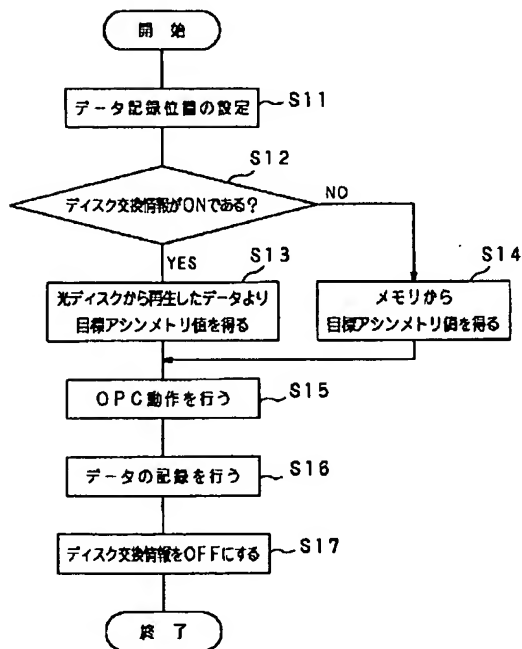 開始
データ記録位置の設定
S11
S12
ディスク交換情報がONである?
NO
YES
S13
S14
光ディスクから再生したデータより
目標アシンメトリ値を得る
メモリから
目標アシンメトリ値を得る
OPC動作を行う
S15
データの記録を行う
S16
ディスク交換情報をOFFにする
S17
終了